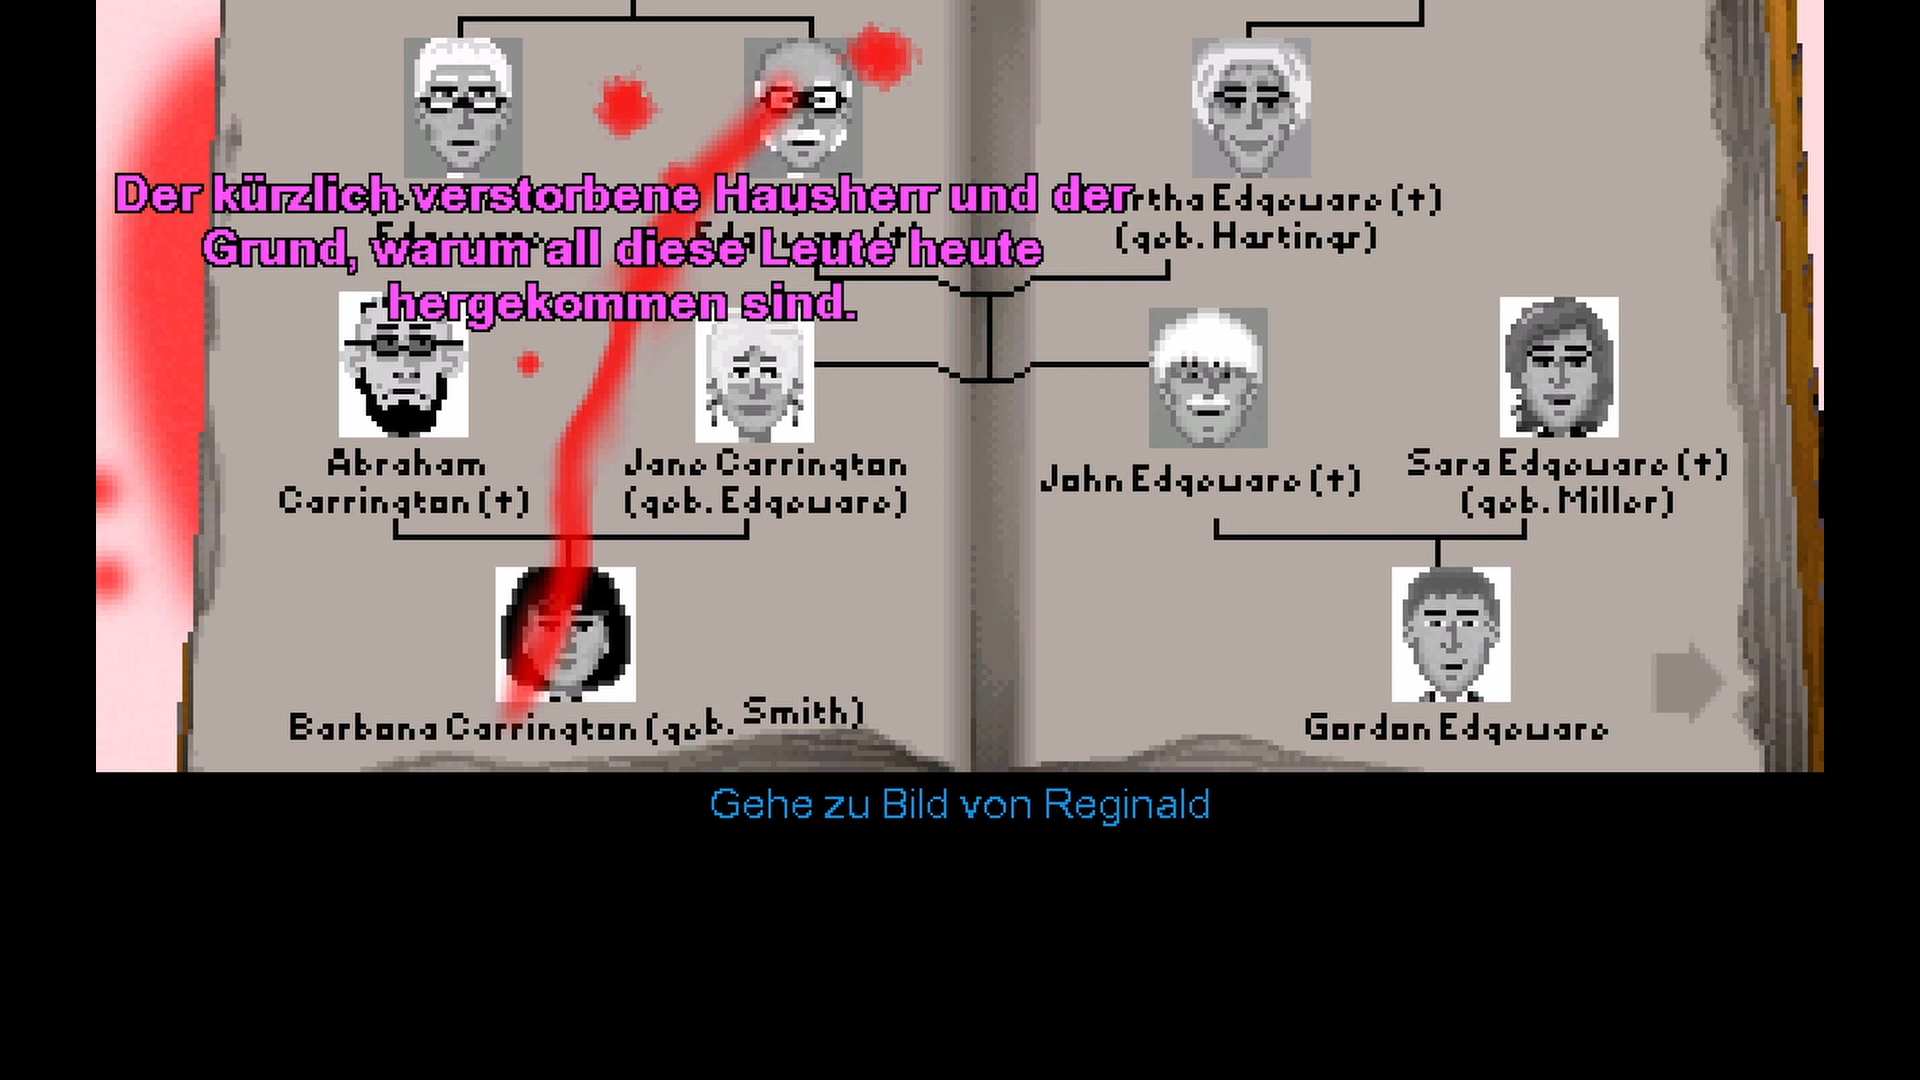 Der kürzlich verstorbene Hausherr und der
Grund, warum all diese Leute heute
hergekommen sind.
rtha Edgeware (†)
(geb. Hartingr)
Abraham
Carrington (†)
Jane Carrington
(geb. Edgeware)
John Edgeware (†)
Sara Edgeware (†)
(geb. Miller)
Barbana Carrington (geb. Smith)
Gordon Edgeware
Gehe zu Bild von Reginald